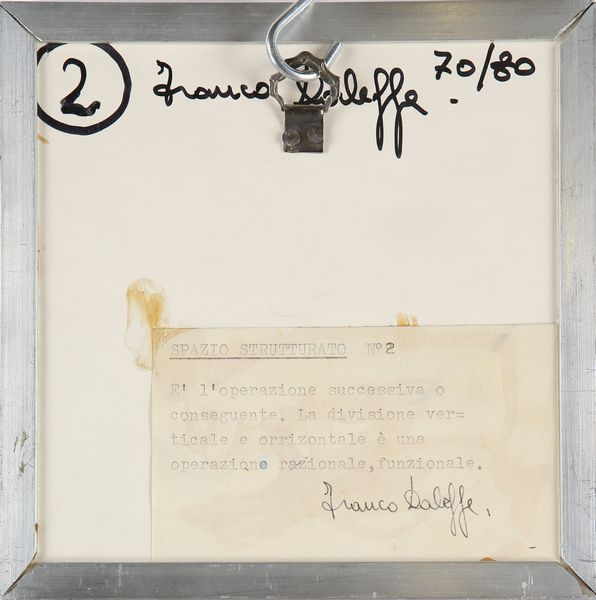 2 Franco Daleffe. 70/80
SPAZIO STRUTTURATO Nº2
E' l'operazione successiva o
conseguente. La divisione ver=
ticale e orrizontale è una
operazione razionale, funzionale.
Franco Daleffe.